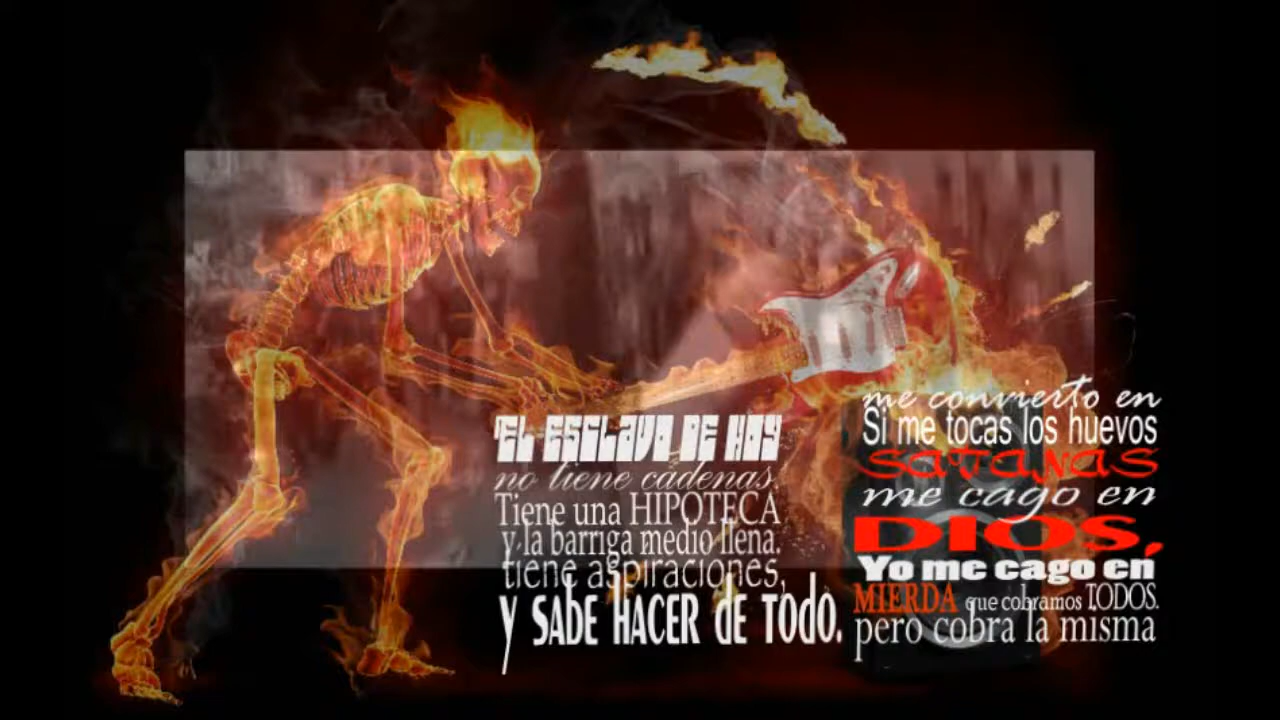 EL ESCLAVO DE HOY
no tiene cadenas.
Tiene una HIPOTECA
y la barriga medio llena.
tiene aspiraciones,
y SABE HACER DE TODO.
me convierto en
Si me tocas los huevos
SATANAS
me cago en
DIOS,
Yo me cago en
MIERDA que cobramos TODOS.
pero cobra la misma